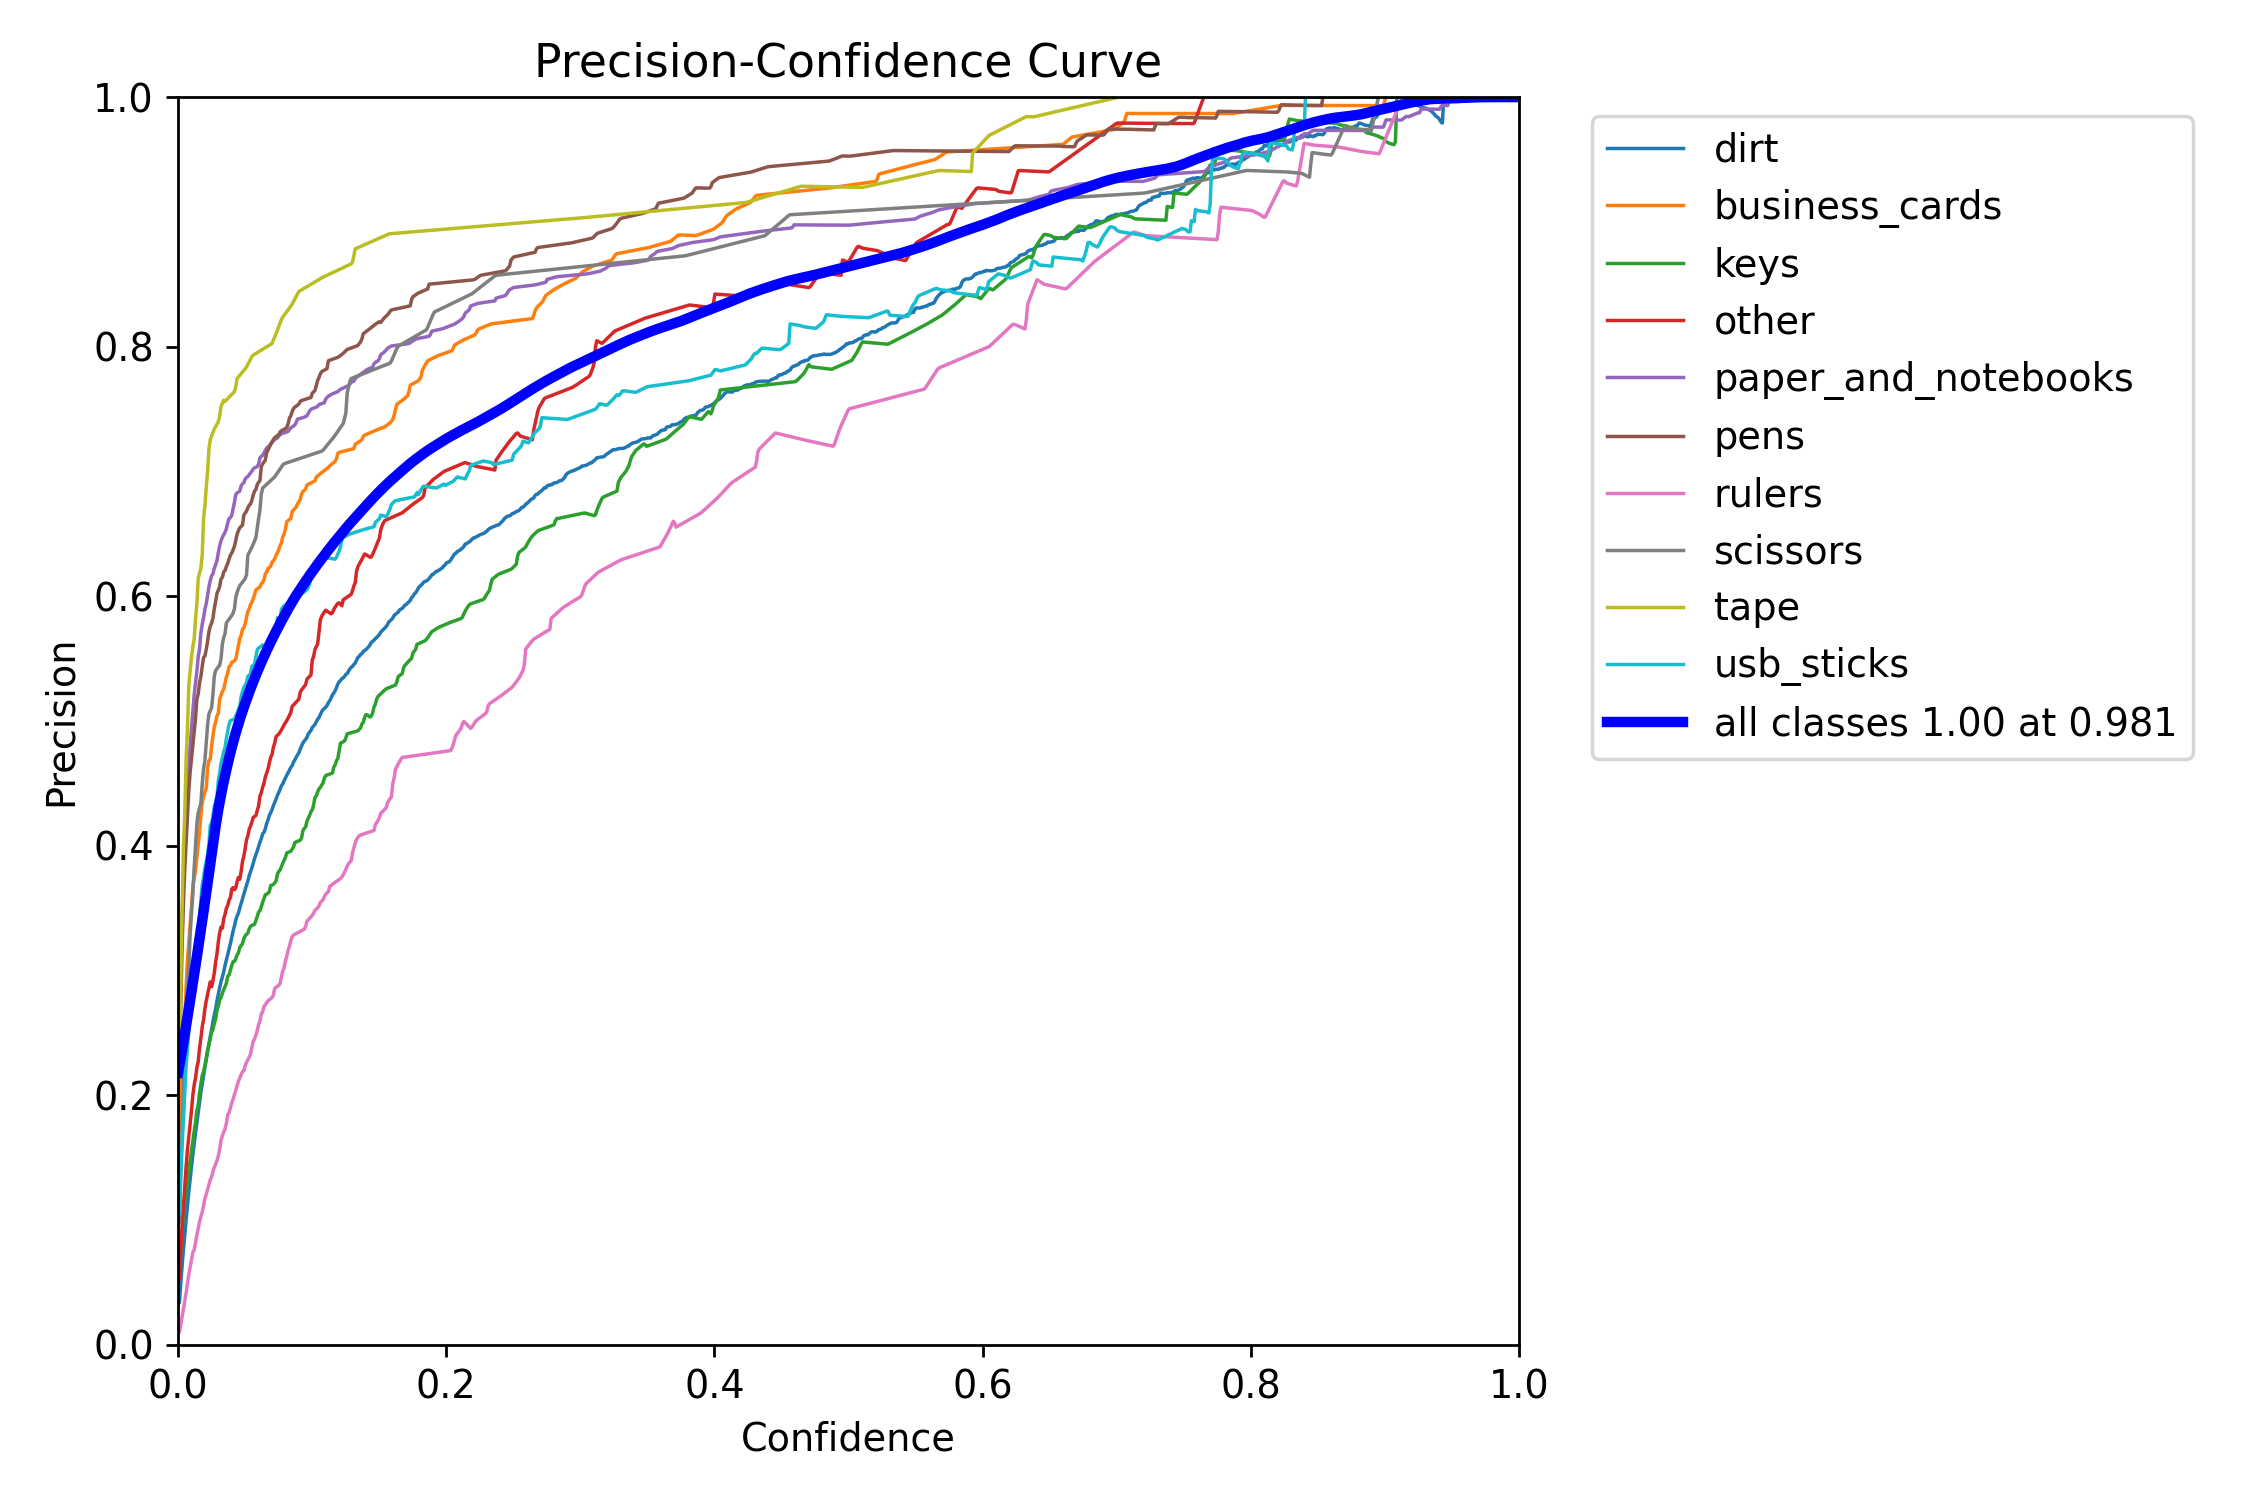 Precision-Confidence Curve
1.0
0.8
0.6
0.4
0.2
0.0
Precision
0.0 0.2 0.4 0.6 0.8 1.0
Confidence
dirt
business_cards
keys
other
paper_and_notebooks
pens
rulers
scissors
tape
usb_sticks
all classes 1.00 at 0.981